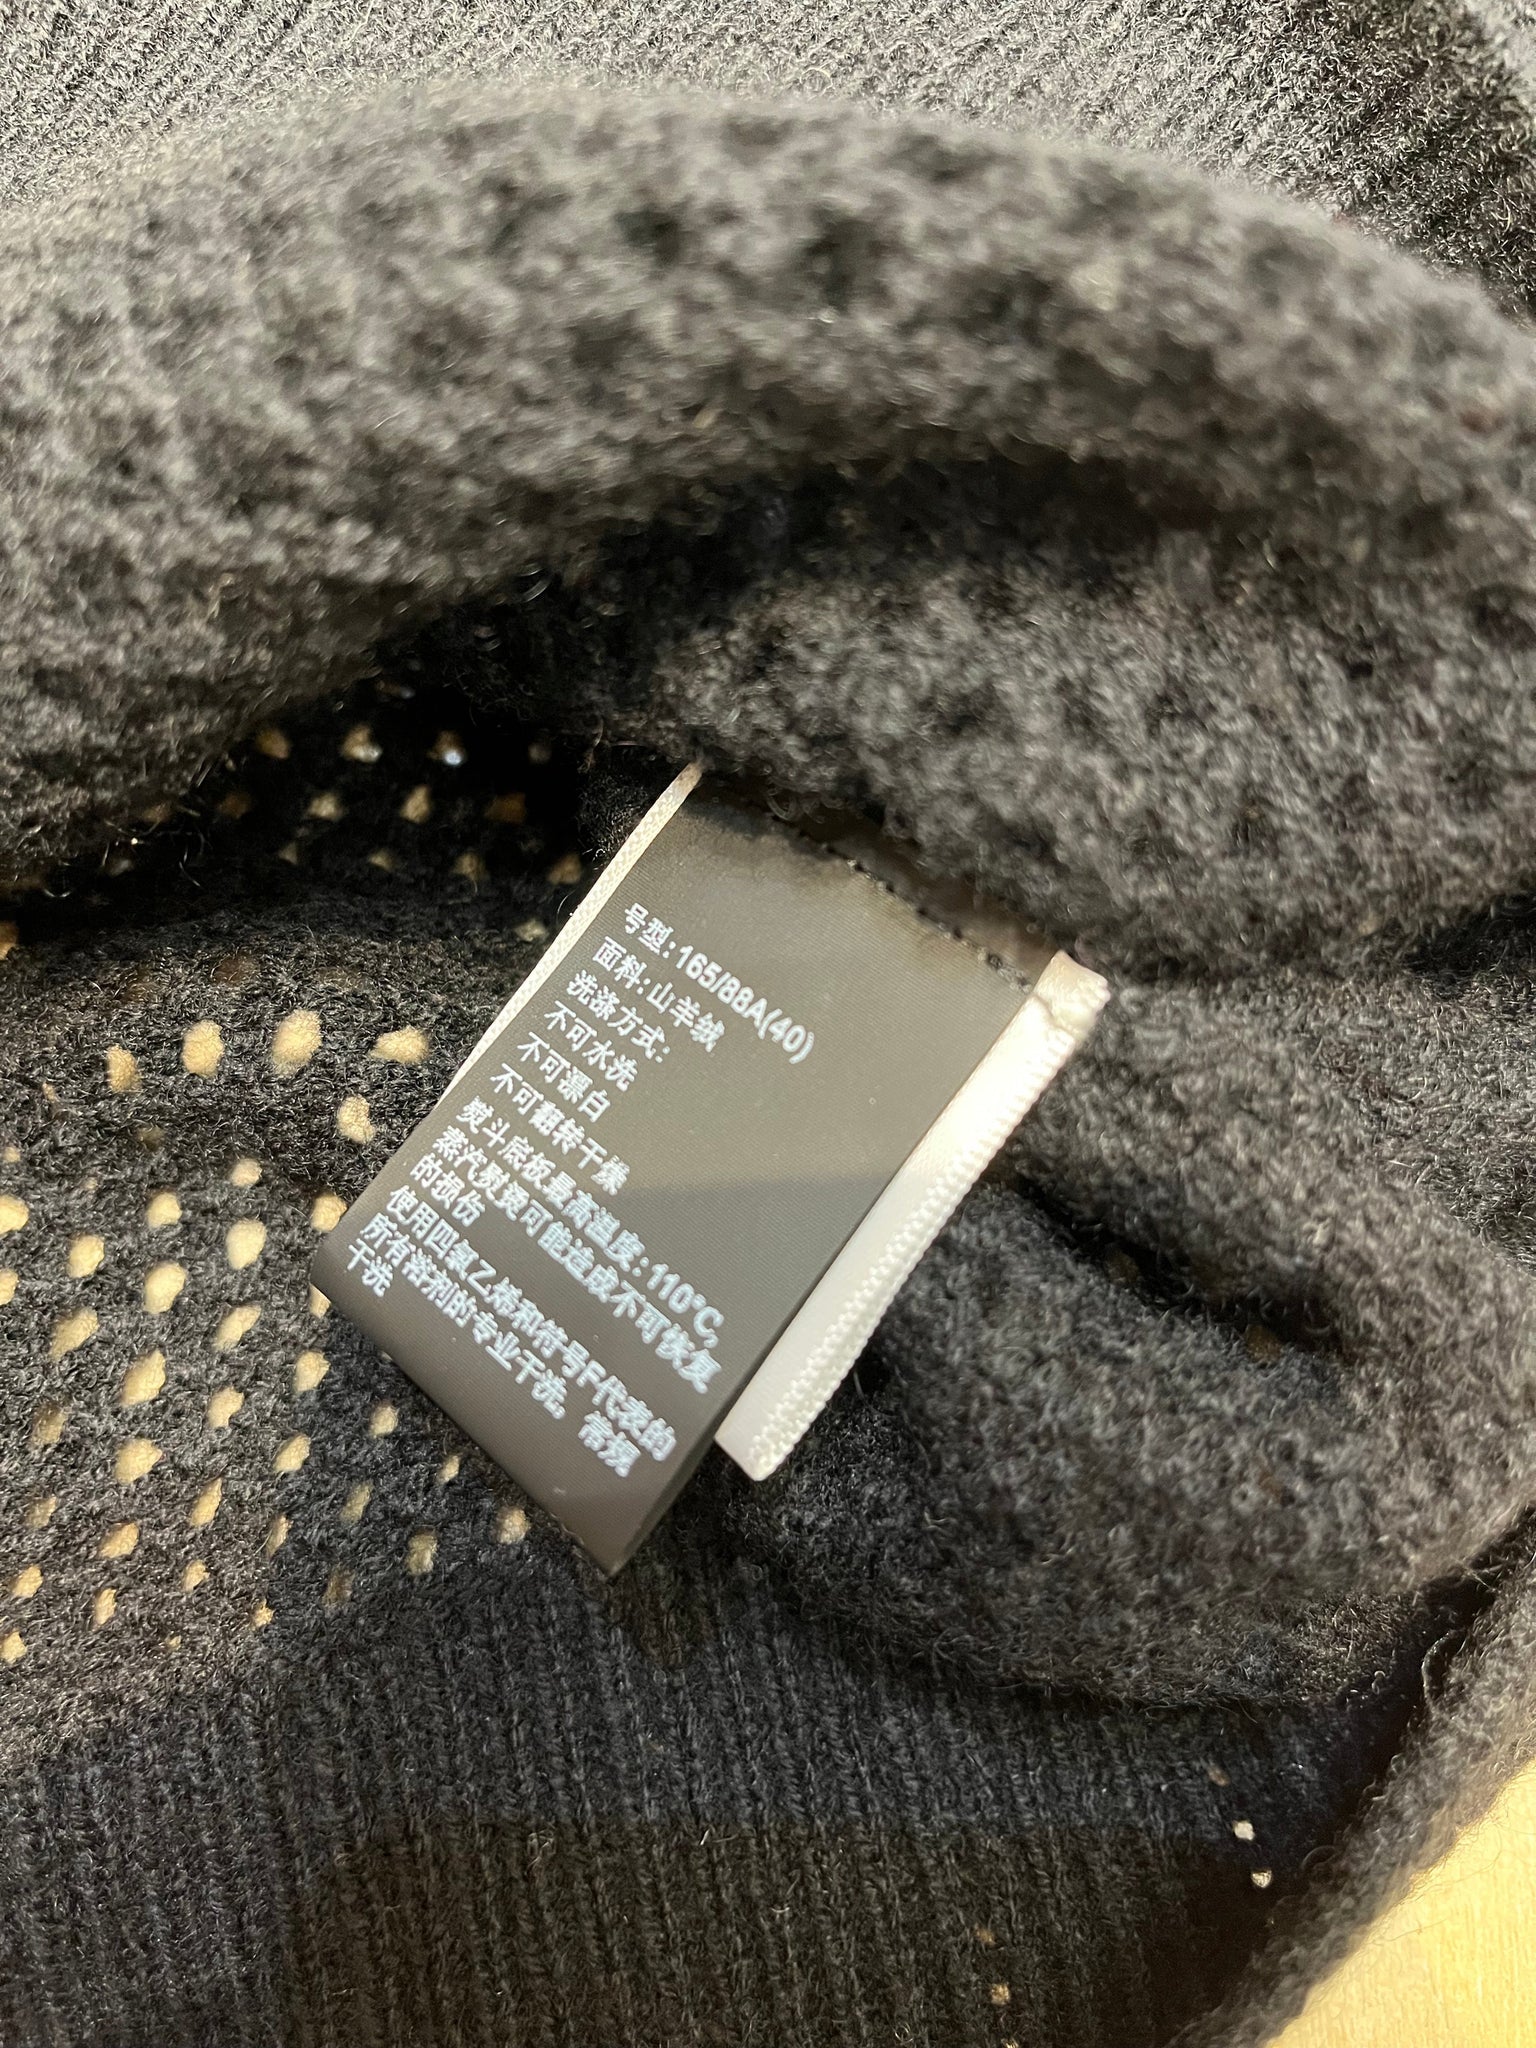 号型:165/88A(40)
面料:山羊绒
洗涤方式:
不可水洗
不可漂白
不可翻转干燥
熨斗底板最高温度:110°C,
蒸汽熨烫可能造成不可恢复
的损伤
使用四氯乙烯和符号F代表的
所有溶剂的专业干洗。常规
干洗